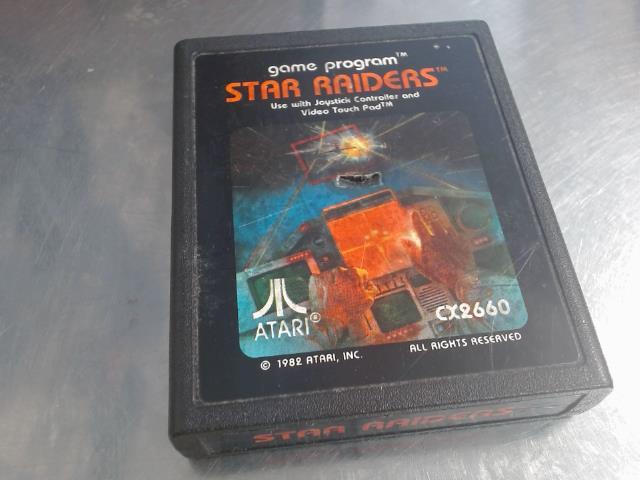 game program™
STAR RAIDERS™
Use with Joystick Controller and
Video Touch Pad™
ATARI®
CX2660
© 1982 ATARI, INC.
ALL RIGHTS RESERVED
STAR RAIDERS